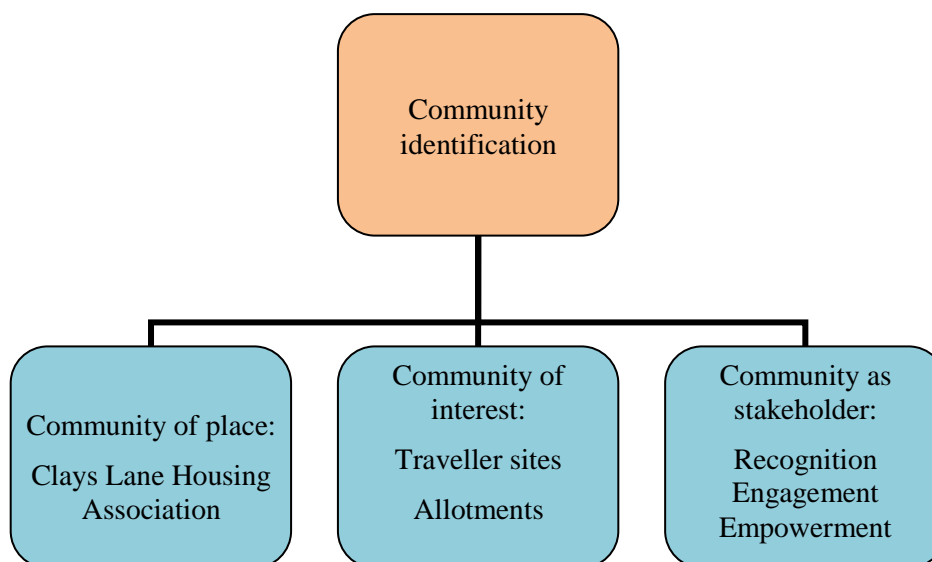 Community
identification
Community of place:
Clays Lane Housing
Association
Community of
interest:
Traveller sites
Allotments
Community as
stakeholder:
Recognition
Engagement
Empowerment